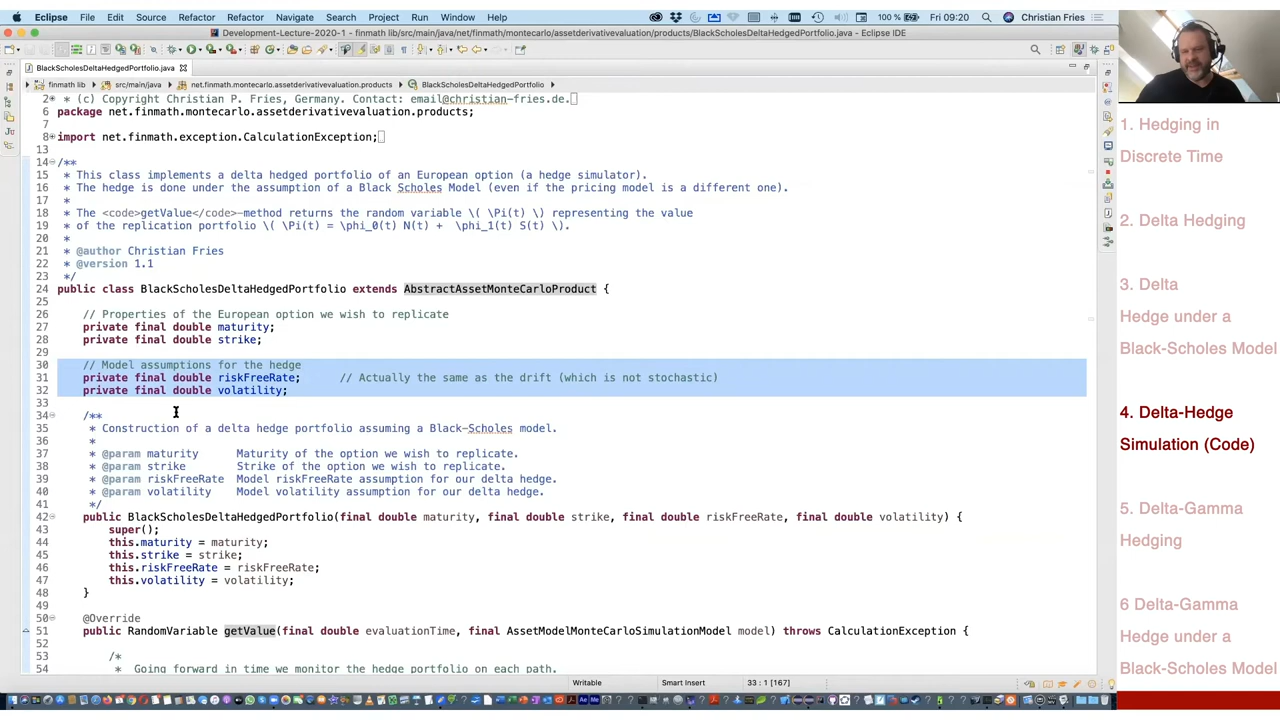 Eclipse File Edit Source Refactor Refactor Navigate Search Project Run Window Help 100 % Fri 09:20 Christian Fries
Development-Lecture-2020-1 – finmath lib/src/main/java/net/finmath/montecarlo/assetderivativevaluation/products/BlackScholesDeltaHedgedPortfolio.java – Eclipse IDE
BlackScholesDeltaHedgedPortfolio.java
finmath lib src/main/java net.finmath.montecarlo.assetderivativevaluation.products BlackScholesDeltaHedgedPortfolio
2 * (c) Copyright Christian P. Fries, Germany. Contact: email@christian-fries.de.
6 package net.finmath.montecarlo.assetderivativevaluation.products;
7
8 import net.finmath.exception.CalculationException;
13
14 /**
15 * This class implements a delta hedged portfolio of an European option (a hedge simulator).
16 * The hedge is done under the assumption of a Black Scholes Model (even if the pricing model is a different one).
17 *
18 * The <code>getValue</code>-method returns the random variable \( \Pi(t) \) representing the value
19 * of the replication portfolio \( \Pi(t) = \phi_0(t) N(t) + \phi_1(t) S(t) \).
20 *
21 * @author Christian Fries
22 * @version 1.1
23 */
24 public class BlackScholesDeltaHedgedPortfolio extends AbstractAssetMonteCarloProduct {
25
26 // Properties of the European option we wish to replicate
27 private final double maturity;
28 private final double strike;
29
30 // Model assumptions for the hedge
31 private final double riskFreeRate; // Actually the same as the drift (which is not stochastic)
32 private final double volatility;
33
34 /**
35 * Construction of a delta hedge portfolio assuming a Black-Scholes model.
36 *
37 * @param maturity Maturity of the option we wish to replicate.
38 * @param strike Strike of the option we wish to replicate.
39 * @param riskFreeRate Model riskFreeRate assumption for our delta hedge.
40 * @param volatility Model volatility assumption for our delta hedge.
41 */
42 public BlackScholesDeltaHedgedPortfolio(final double maturity, final double strike, final double riskFreeRate, final double volatility) {
43 super();
44 this.maturity = maturity;
45 this.strike = strike;
46 this.riskFreeRate = riskFreeRate;
47 this.volatility = volatility;
48 }
49
50 @Override
51 public RandomVariable getValue(final double evaluationTime, final AssetModelMonteCarloSimulationModel model) throws CalculationException {
52
53 /*
54 * Going forward in time we monitor the hedge portfolio on each path.
Writable Smart Insert 33 : 1 [167]
1. Hedging in
Discrete Time
2. Delta Hedging
3. Delta
Hedge under a
Black-Scholes Model
4. Delta-Hedge
Simulation (Code)
5. Delta-Gamma
Hedging
6 Delta-Gamma
Hedge under a
Black-Scholes Model